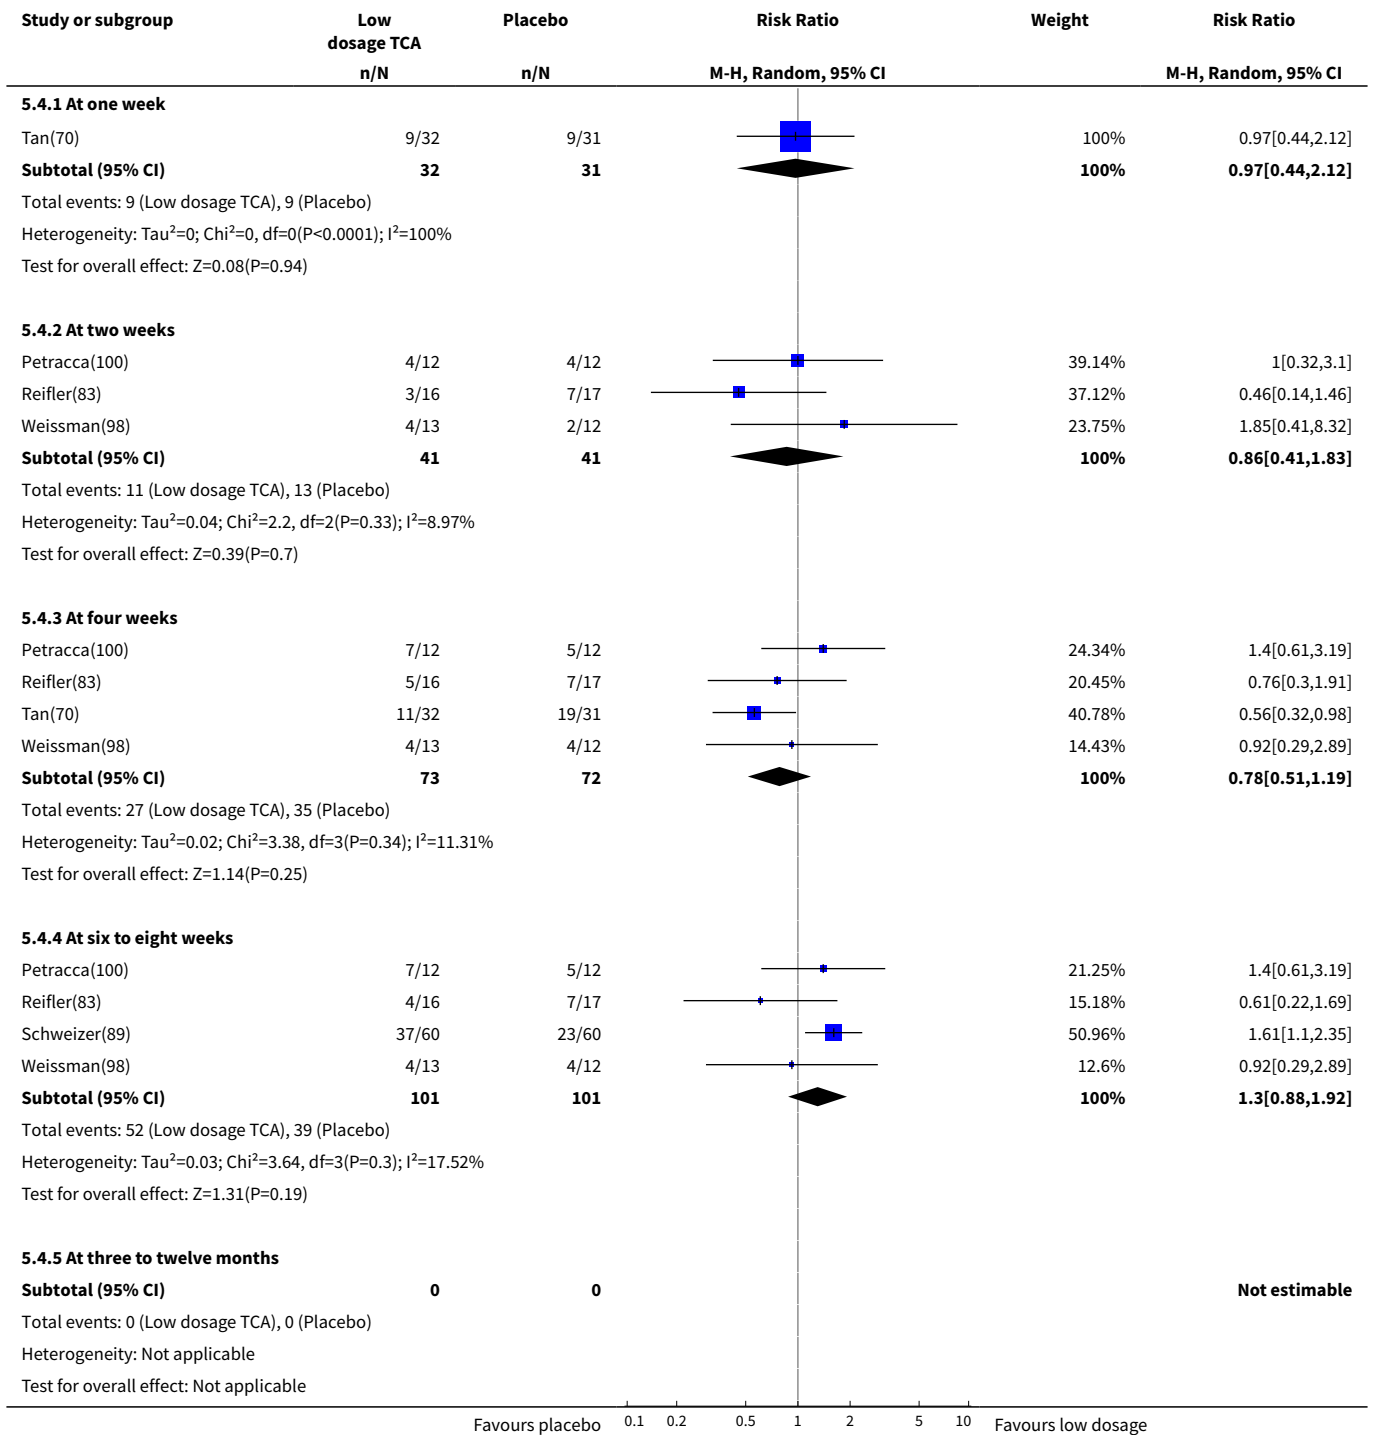 Study or subgroup Low Placebo Risk Ratio Weight Risk Ratio
dosage TCA
n/N n/N M-H, Random, 95% CI M-H, Random, 95% CI
5.4.1 At one week
Tan(70) 9/32 9/31 100% 0.97[0.44,2.12]
Subtotal (95% CI) 32 31 100% 0.97[0.44,2.12]
Total events: 9 (Low dosage TCA), 9 (Placebo)
Heterogeneity: Tau²=0; Chi²=0, df=0(P<0.0001); I²=100%
Test for overall effect: Z=0.08(P=0.94)
5.4.2 At two weeks
Petracca(100) 4/12 4/12 39.14% 1[0.32,3.1]
Reifler(83) 3/16 7/17 37.12% 0.46[0.14,1.46]
Weissman(98) 4/13 2/12 23.75% 1.85[0.41,8.32]
Subtotal (95% CI) 41 41 100% 0.86[0.41,1.83]
Total events: 11 (Low dosage TCA), 13 (Placebo)
Heterogeneity: Tau²=0.04; Chi²=2.2, df=2(P=0.33); I²=8.97%
Test for overall effect: Z=0.39(P=0.7)
5.4.3 At four weeks
Petracca(100) 7/12 5/12 24.34% 1.4[0.61,3.19]
Reifler(83) 5/16 7/17 20.45% 0.76[0.3,1.91]
Tan(70) 11/32 19/31 40.78% 0.56[0.32,0.98]
Weissman(98) 4/13 4/12 14.43% 0.92[0.29,2.89]
Subtotal (95% CI) 73 72 100% 0.78[0.51,1.19]
Total events: 27 (Low dosage TCA), 35 (Placebo)
Heterogeneity: Tau²=0.02; Chi²=3.38, df=3(P=0.34); I²=11.31%
Test for overall effect: Z=1.14(P=0.25)
5.4.4 At six to eight weeks
Petracca(100) 7/12 5/12 21.25% 1.4[0.61,3.19]
Reifler(83) 4/16 7/17 15.18% 0.61[0.22,1.69]
Schweizer(89) 37/60 23/60 50.96% 1.61[1.1,2.35]
Weissman(98) 4/13 4/12 12.6% 0.92[0.29,2.89]
Subtotal (95% CI) 101 101 100% 1.3[0.88,1.92]
Total events: 52 (Low dosage TCA), 39 (Placebo)
Heterogeneity: Tau²=0.03; Chi²=3.64, df=3(P=0.3); I²=17.52%
Test for overall effect: Z=1.31(P=0.19)
5.4.5 At three to twelve months
Subtotal (95% CI) 0 0 Not estimable
Total events: 0 (Low dosage TCA), 0 (Placebo)
Heterogeneity: Not applicable
Test for overall effect: Not applicable
Favours placebo 0.1 0.2 0.5 1 2 5 10 Favours low dosage